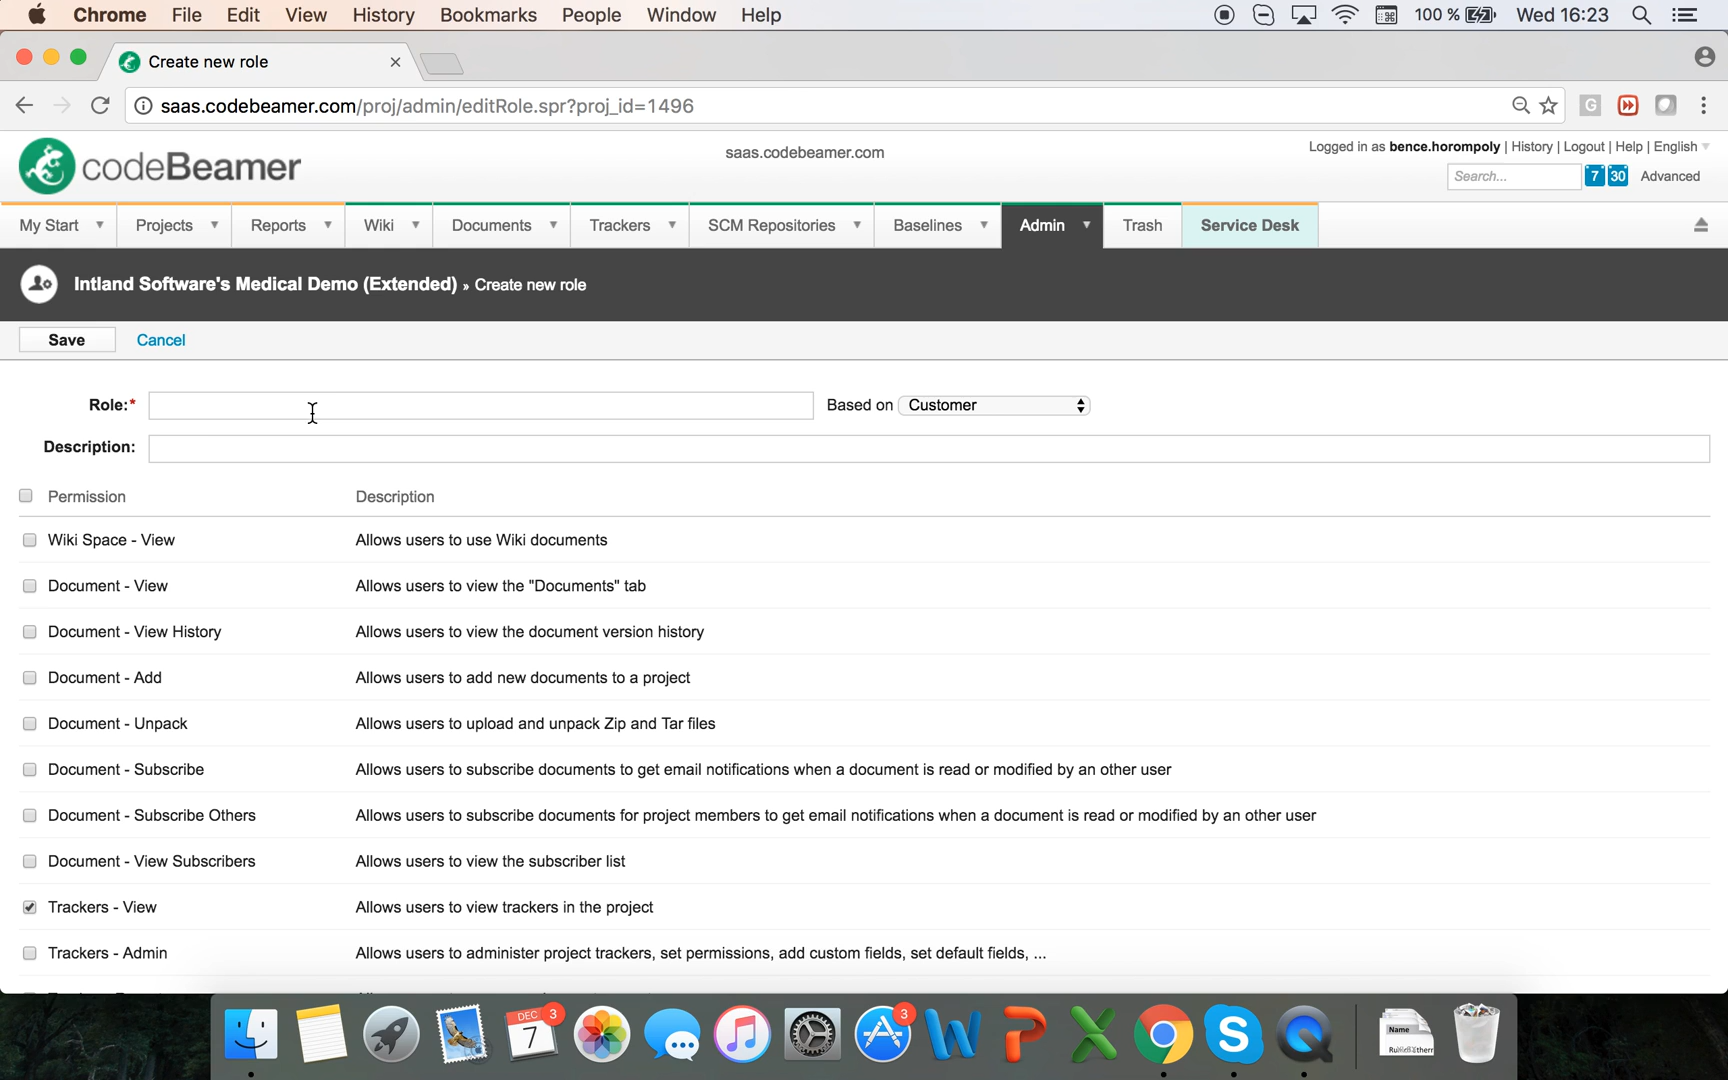 Chrome File Edit View History Bookmarks People Window Help 100 % Wed 16:23
Create new role
saas.codebeamer.com/proj/admin/editRole.spr?proj_id=1496
codeBeamer
saas.codebeamer.com
Logged in as bence.horompoly | History | Logout | Help | English
Search... 7 30 Advanced
My Start Projects Reports Wiki Documents Trackers SCM Repositories Baselines Admin Trash Service Desk
Intland Software's Medical Demo (Extended) » Create new role
Save Cancel
Role:* Based on Customer
Description:
Permission Description
Wiki Space - View Allows users to use Wiki documents
Document - View Allows users to view the "Documents" tab
Document - View History Allows users to view the document version history
Document - Add Allows users to add new documents to a project
Document - Unpack Allows users to upload and unpack Zip and Tar files
Document - Subscribe Allows users to subscribe documents to get email notifications when a document is read or modified by an other user
Document - Subscribe Others Allows users to subscribe documents for project members to get email notifications when a document is read or modified by an other user
Document - View Subscribers Allows users to view the subscriber list
Trackers - View Allows users to view trackers in the project
Trackers - Admin Allows users to administer project trackers, set permissions, add custom fields, set default fields, ...
DEC 7 3 3
Name